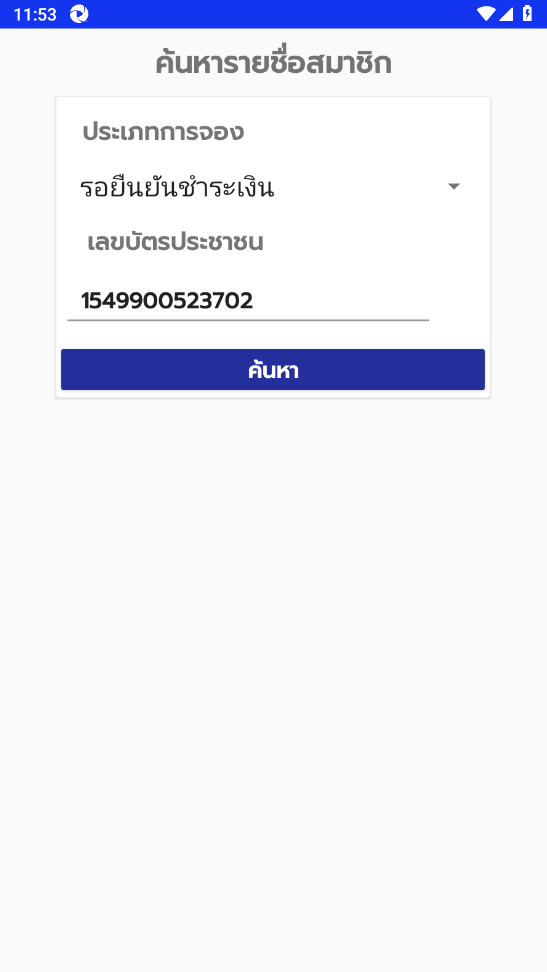 11:53
ค้นหารายชื่อสมาชิก
ประเภทการจอง
รอยืนยันชำระเงิน
เลขบัตรประชาชน
1549900523702
ค้นหา